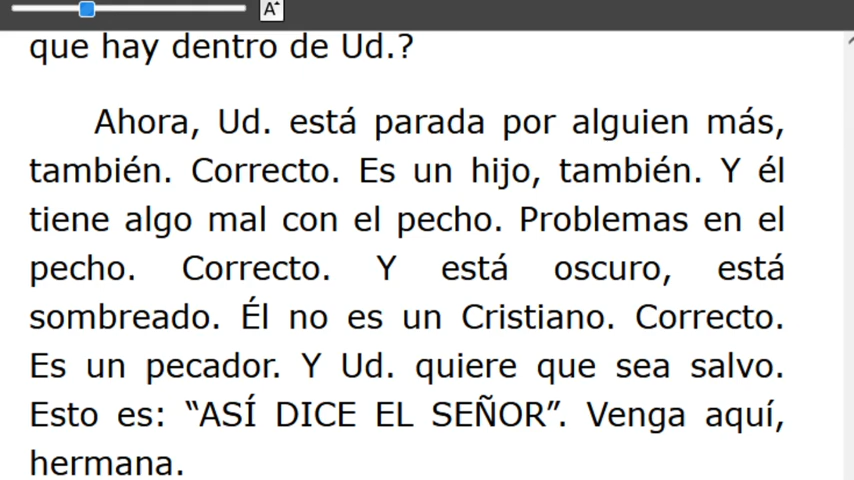 A
que hay dentro de Ud.?
Ahora, Ud. está parada por alguien más,
también. Correcto. Es un hijo, también. Y él
tiene algo mal con el pecho. Problemas en el
pecho. Correcto. Y está oscuro, está
sombreado. Él no es un Cristiano. Correcto.
Es un pecador. Y Ud. quiere que sea salvo.
Esto es: “ASÍ DICE EL SEÑOR”. Venga aquí,
hermana.